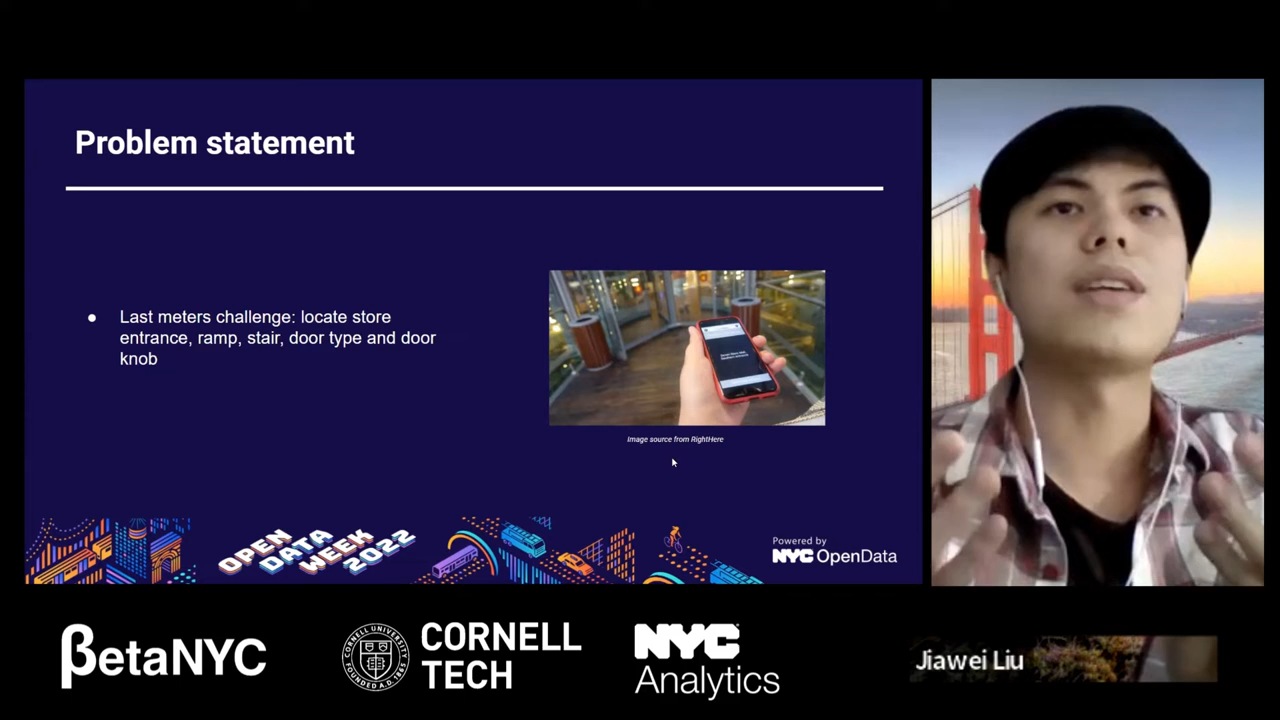 Problem statement
● Last meters challenge: locate store
entrance, ramp, stair, door type and door
knob
Image source from RightHere
OPEN
DATA
WEEK
2022
Powered by
NYC OpenData
βetaNYC
CORNELL
TECH
NYC
Analytics
Jiawei Liu